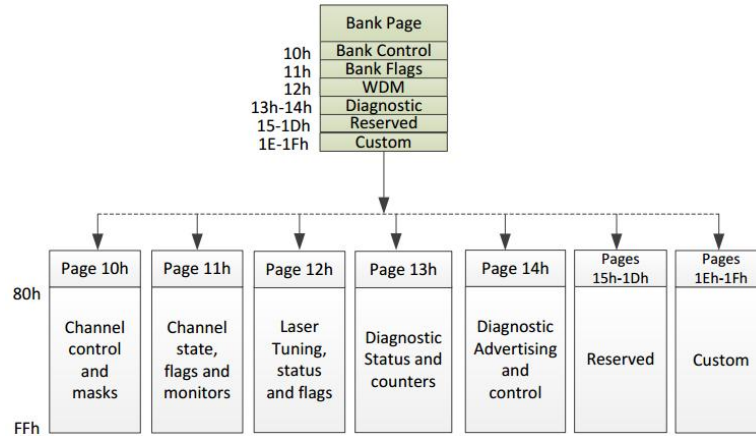 Bank Page
10h Bank Control
11h Bank Flags
12h WDM
13h-14h Diagnostic
15-1Dh Reserved
1E-1Fh Custom
Page 10h
Page 11h
Page 12h
Page 13h
Page 14h
Pages
15h-1Dh
Pages
1Eh-1Fh
80h
Channel
control
and
masks
Channel
state,
flags and
monitors
Laser
Tuning,
status
and flags
Diagnostic
Status and
counters
Diagnostic
Advertising
and
control
Reserved
Custom
FFh